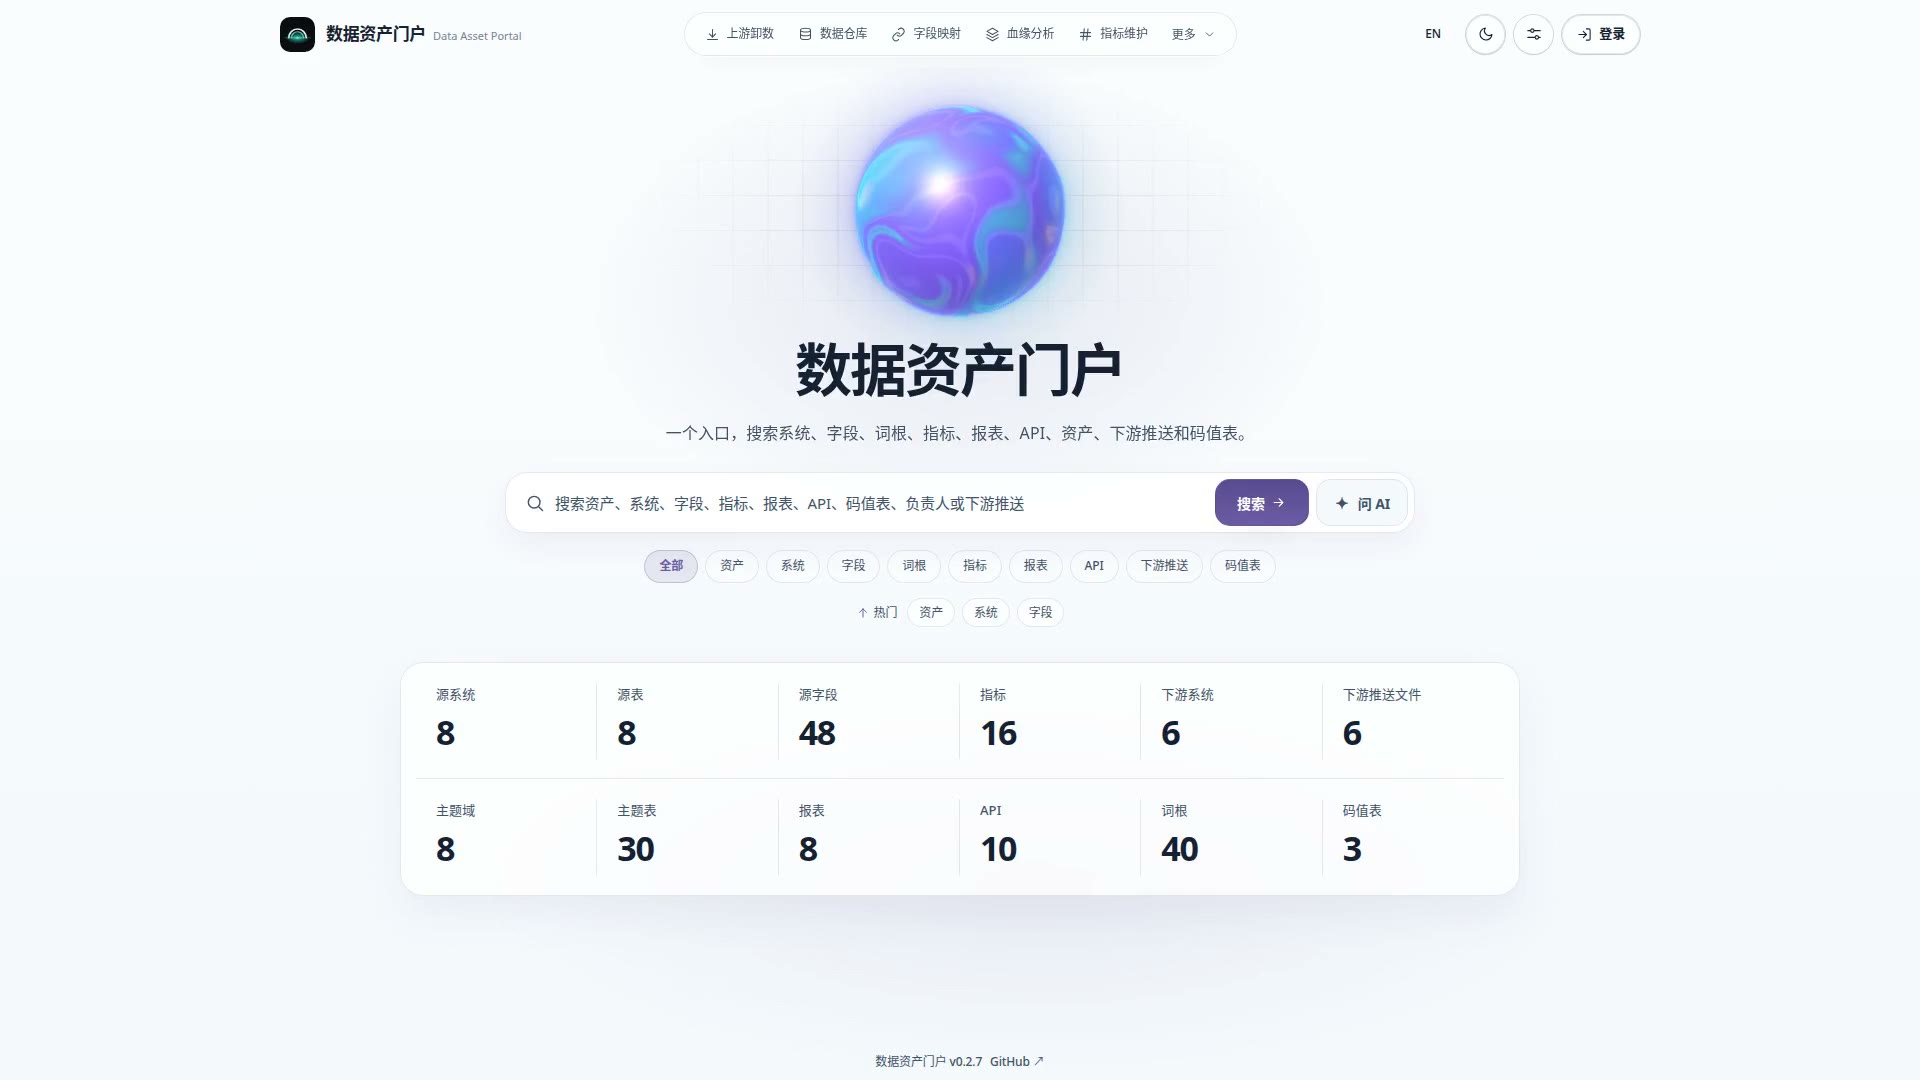 数据资产门户 Data Asset Portal
上游卸数 数据仓库 字段映射 血缘分析 指标维护 更多
EN 登录
数据资产门户
一个入口，搜索系统、字段、词根、指标、报表、API、资产、下游推送和码值表。
搜索资产、系统、字段、指标、报表、API、码值表、负责人或下游推送 搜索 → 问 AI
全部 资产 系统 字段 词根 指标 报表 API 下游推送 码值表
↑ 热门 资产 系统 字段
源系统 源表 源字段 指标 下游系统 下游推送文件
8 8 48 16 6 6
主题域 主题表 报表 API 词根 码值表
8 30 8 10 40 3
数据资产门户 v0.2.7 GitHub ↗